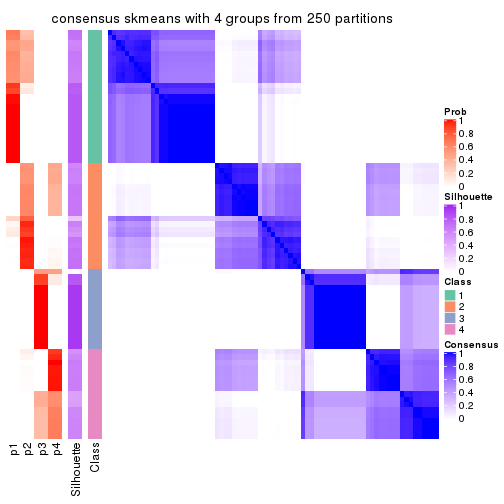 consensus skmeans with 4 groups from 250 partitions
Prob
1
0.8
0.6
0.4
0.2
0
Silhouette
1
0.8
0.6
0.4
0.2
0
Class
1
2
3
4
Consensus
1
0.8
0.6
0.4
0.2
0
p1
p2
p3
p4
Silhouette
Class